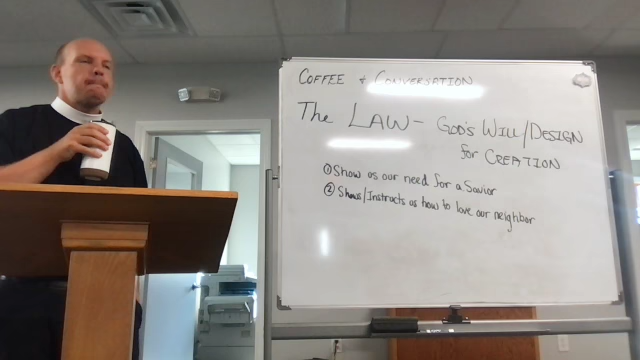 COFFEE + CONVERSATION
The LAW - GOD'S WILL/DESIGN
for CREATION
① Show us our need for a Savior
② Shows/Instructs us how to love our neighbor